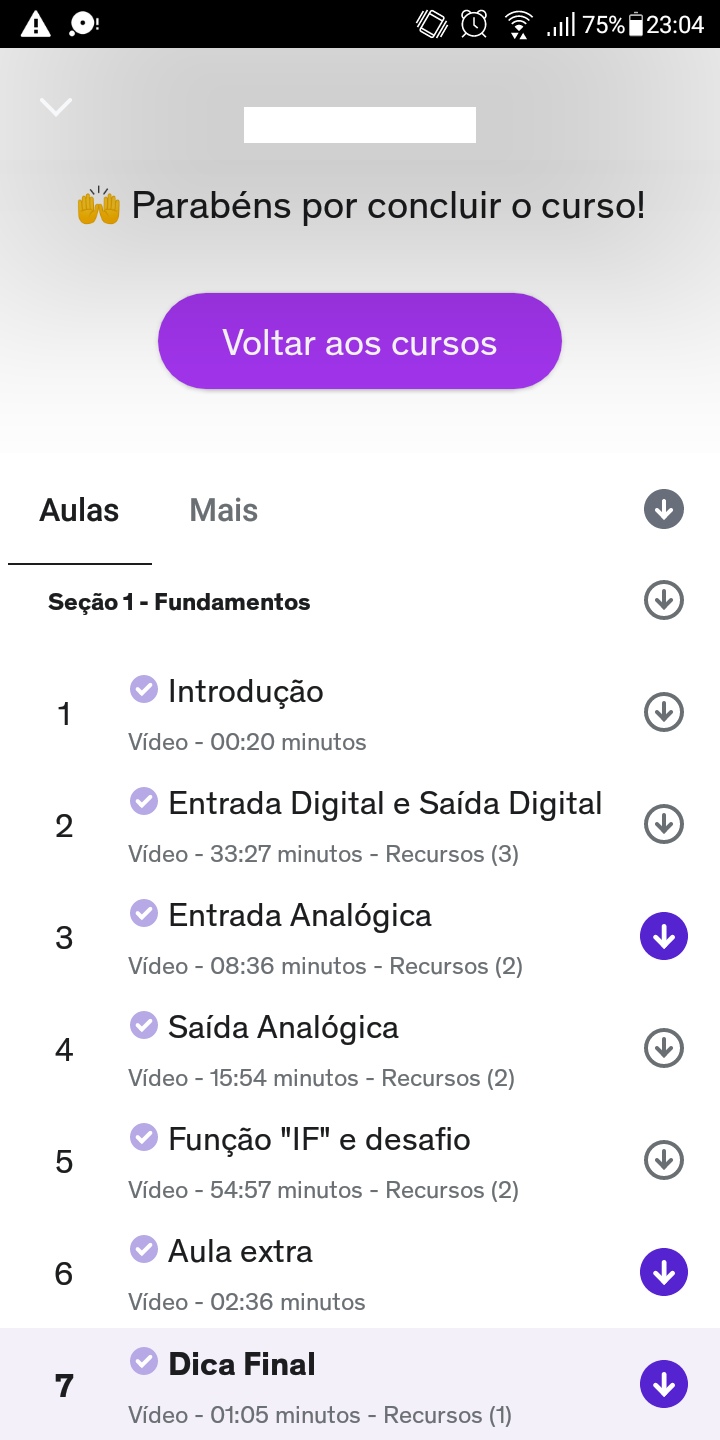 75% 23:04
🙌 Parabéns por concluir o curso!
Voltar aos cursos
Aulas Mais
Seção 1 - Fundamentos
1 Introdução
Vídeo - 00:20 minutos
2 Entrada Digital e Saída Digital
Vídeo - 33:27 minutos - Recursos (3)
3 Entrada Analógica
Vídeo - 08:36 minutos - Recursos (2)
4 Saída Analógica
Vídeo - 15:54 minutos - Recursos (2)
5 Função "IF" e desafio
Vídeo - 54:57 minutos - Recursos (2)
6 Aula extra
Vídeo - 02:36 minutos
7 Dica Final
Vídeo - 01:05 minutos - Recursos (1)